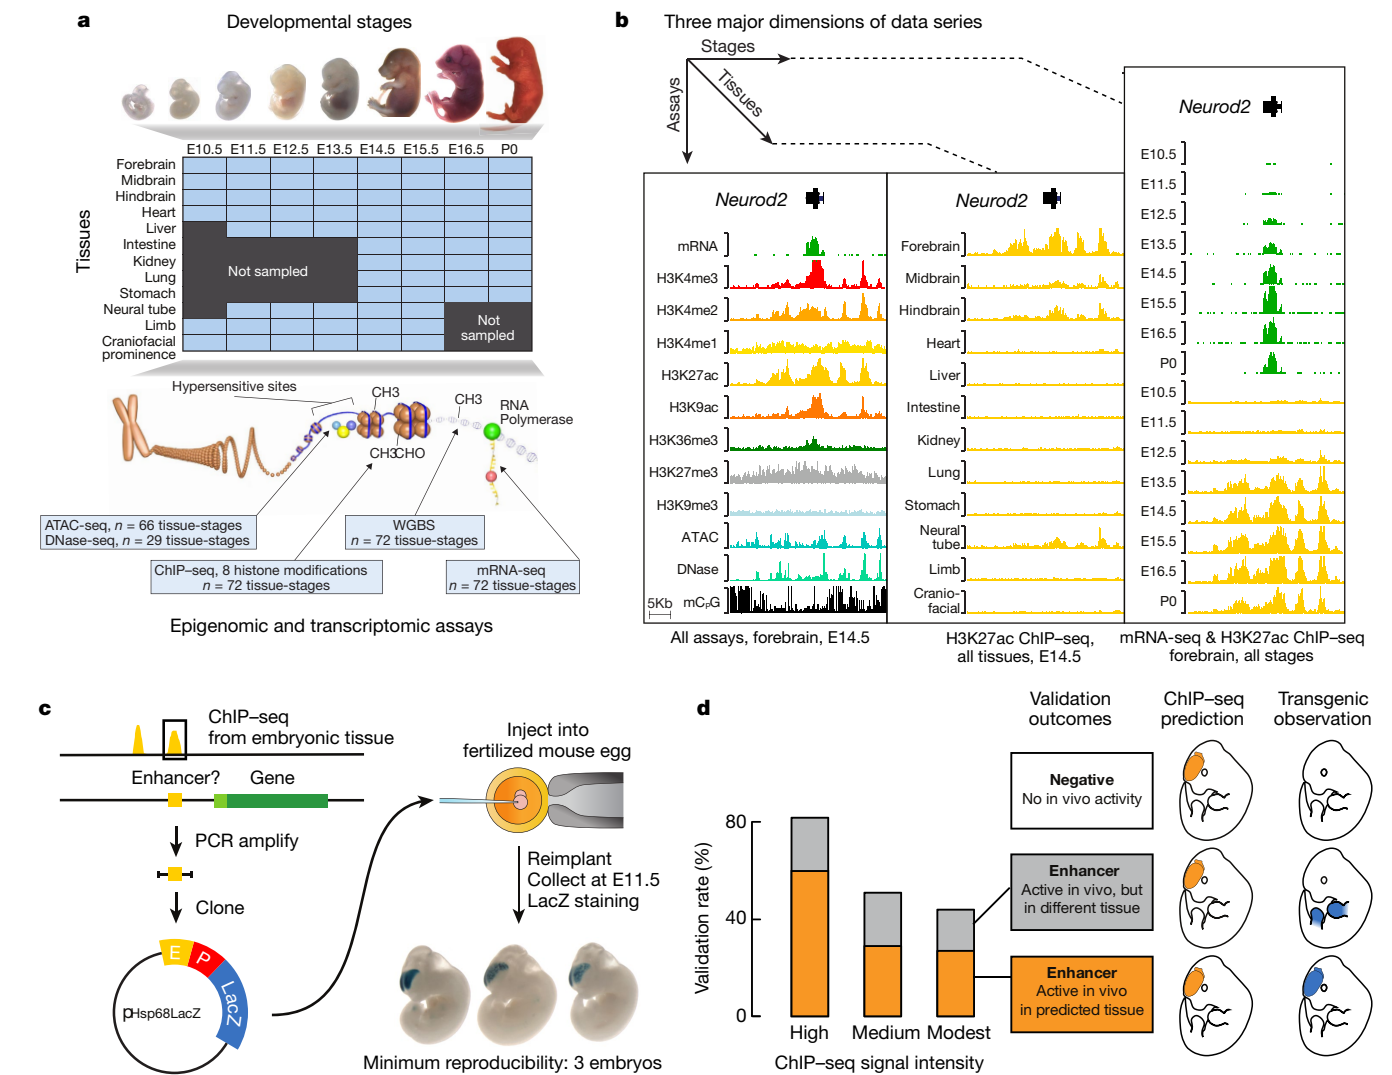 a
Developmental stages
E10.5 E11.5 E12.5 E13.5 E14.5 E15.5 E16.5 P0
Tissues
Forebrain
Midbrain
Hindbrain
Heart
Liver
Intestine
Kidney
Lung
Stomach
Neural tube
Limb
Craniofacial
prominence
Not sampled
Not
sampled
Hypersensitive sites
CH3
CH3
RNA
Polymerase
CH3CHO
ATAC-seq, n = 66 tissue-stages
DNase-seq, n = 29 tissue-stages
WGBS
n = 72 tissue-stages
ChIP–seq, 8 histone modifications
n = 72 tissue-stages
mRNA-seq
n = 72 tissue-stages
Epigenomic and transcriptomic assays
b
Three major dimensions of data series
Stages
Tissues
Assays
Neurod2
mRNA
H3K4me3
H3K4me2
H3K4me1
H3K27ac
H3K9ac
H3K36me3
H3K27me3
H3K9me3
ATAC
DNase
mCpG
5Kb
All assays, forebrain, E14.5
Neurod2
Forebrain
Midbrain
Hindbrain
Heart
Liver
Intestine
Kidney
Lung
Stomach
Neural
tube
Limb
Cranio-
facial
H3K27ac ChIP–seq,
all tissues, E14.5
Neurod2
E10.5
E11.5
E12.5
E13.5
E14.5
E15.5
E16.5
P0
E10.5
E11.5
E12.5
E13.5
E14.5
E15.5
E16.5
P0
mRNA-seq & H3K27ac ChIP–seq
forebrain, all stages
c
ChIP–seq
from embryonic tissue
Enhancer?
Gene
PCR amplify
Clone
E
P
LacZ
pHsp68LacZ
Inject into
fertilized mouse egg
Reimplant
Collect at E11.5
LacZ staining
Minimum reproducibility: 3 embryos
d
Validation rate (%)
80
40
0
High
Medium
Modest
ChIP–seq signal intensity
Validation
outcomes
ChIP–seq
prediction
Transgenic
observation
Negative
No in vivo activity
Enhancer
Active in vivo, but
in different tissue
Enhancer
Active in vivo
in predicted tissue